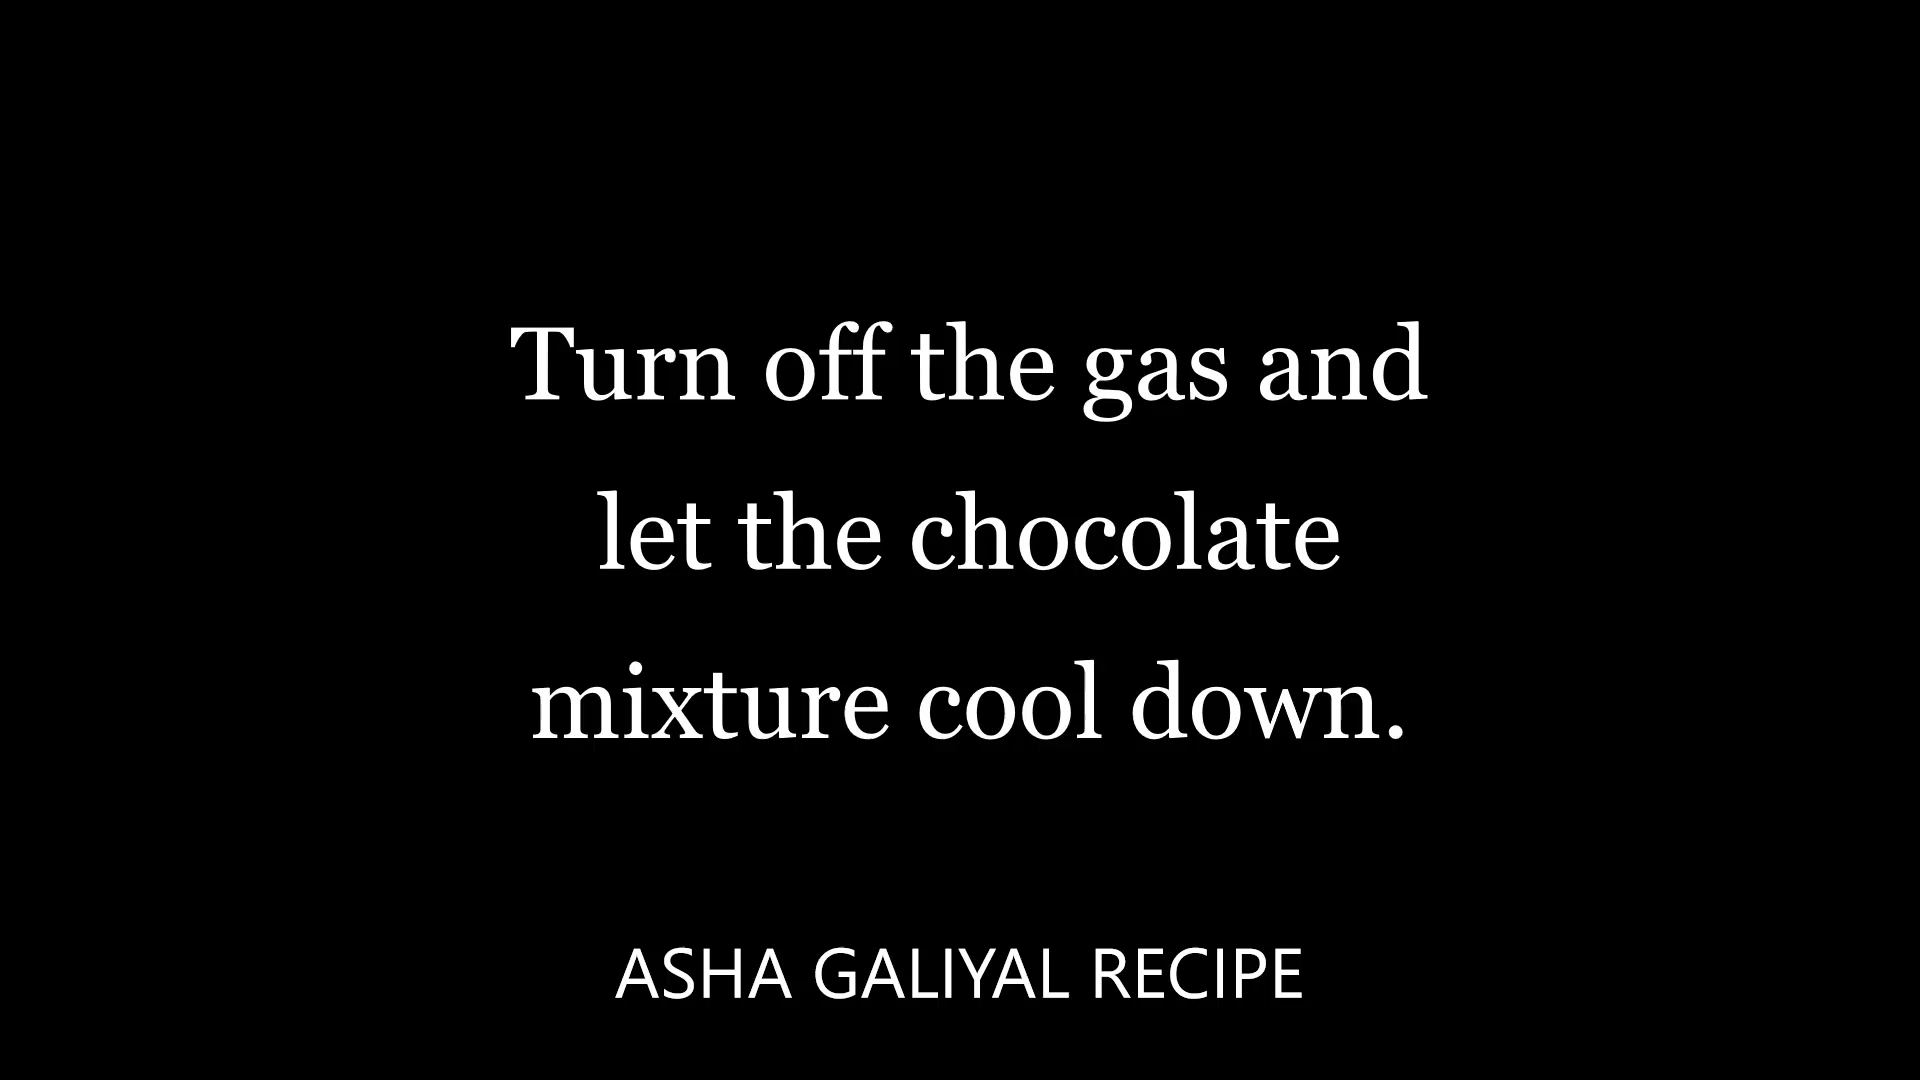 Turn off the gas and
let the chocolate
mixture cool down.
ASHA GALIYAL RECIPE